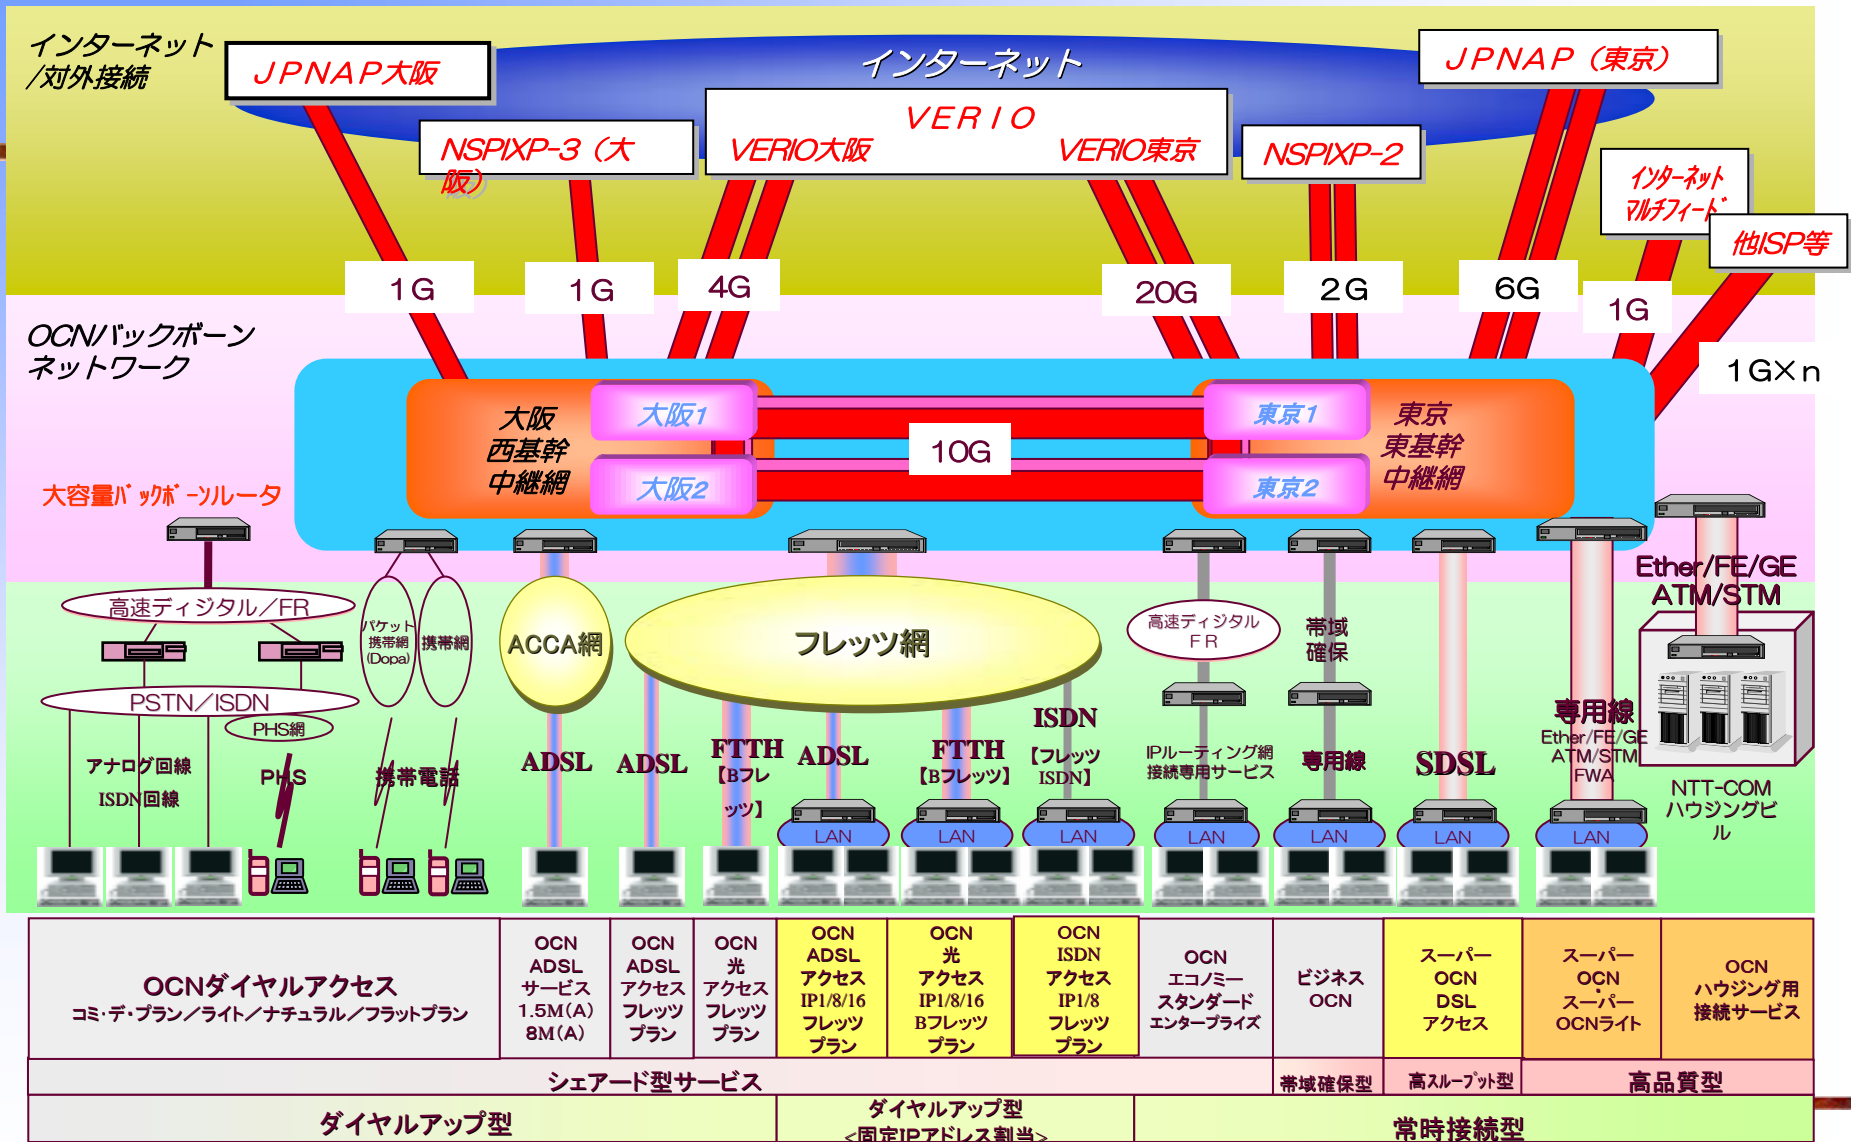 インターネット
/対外接続
インターネット
JPNAP大阪
JPNAP（東京）
VERIO
NSPIXP-3（大
阪）
VERIO大阪
VERIO東京
NSPIXP-2
インターネット
マルチフィード
他ISP等
1G
1G
4G
20G
2G
6G
1G
1G×n
OCNバックボーン
ネットワーク
大阪
西基幹
中継網
大阪1
大阪2
10G
東京1
東京2
東京
東基幹
中継網
大容量バックボーンルータ
高速ディジタル／FR
パケット
携帯網
(Dopa)
携帯網
ACCA網
フレッツ網
高速ディジタル
FR
帯域
確保
Ether/FE/GE
ATM/STM
PSTN／ISDN
PHS網
アナログ回線
ISDN回線
PHS
携帯電話
ADSL
ADSL
FTTH
【Bフレ
ッツ】
ADSL
FTTH
【Bフレッツ】
ISDN
【フレッツ
ISDN】
IPルーティング網
接続専用サービス
専用線
SDSL
専用線
Ether/FE/GE
ATM/STM
FWA
NTT-COM
ハウジングビ
ル
LAN
LAN
LAN
LAN
LAN
LAN
LAN
OCNダイヤルアクセス
コミ・デ・プラン／ライト／ナチュラル／フラットプラン
OCN
ADSL
サービス
1.5M(A)
8M(A)
OCN
ADSL
アクセス
フレッツ
プラン
OCN
光
アクセス
フレッツ
プラン
OCN
ADSL
アクセス
IP1/8/16
フレッツ
プラン
OCN
光
アクセス
IP1/8/16
Bフレッツ
プラン
OCN
ISDN
アクセス
IP1/8
フレッツ
プラン
OCN
エコノミー
スタンダード
エンタープライズ
ビジネス
OCN
スーパー
OCN
DSL
アクセス
スーパー
OCN
・
スーパー
OCNライト
OCN
ハウジング用
接続サービス
シェアード型サービス
帯域確保型
高スループット型
高品質型
ダイヤルアップ型
ダイヤルアップ型
<固定IPアドレス割当>
常時接続型